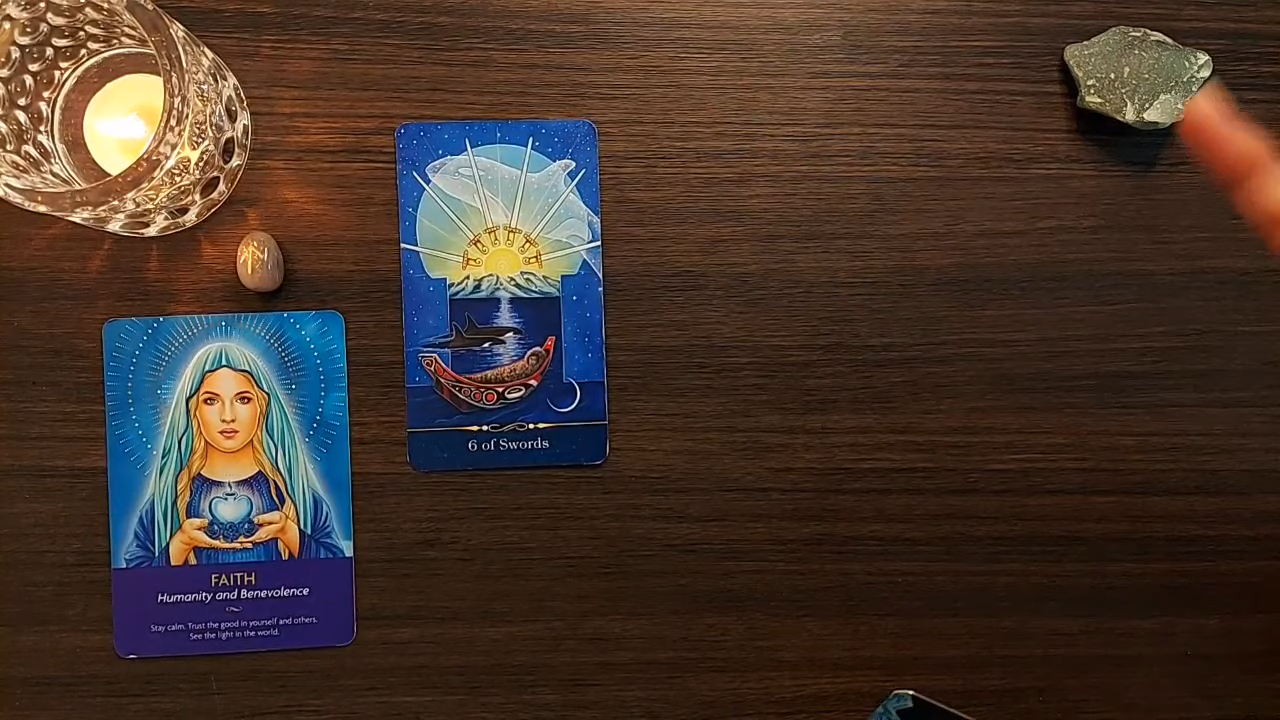 6 of Swords
FAITH
Humanity and Benevolence
Stay calm. Trust the good in yourself and others.
See the light in the world.